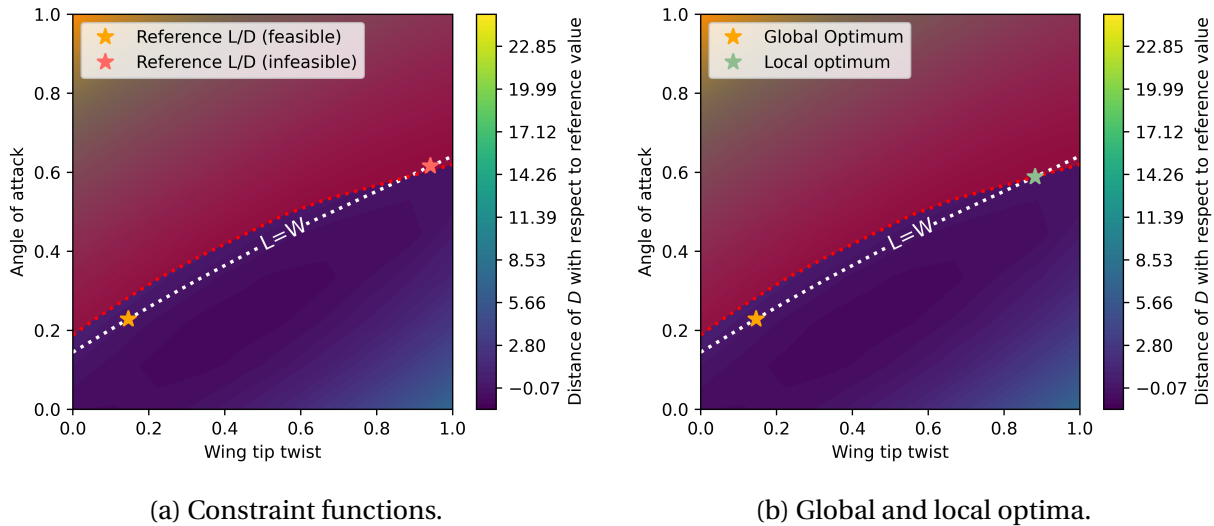 Reference L/D (feasible)
Reference L/D (infeasible)
L=W
1.0
0.8
0.6
0.4
0.2
0.0
Angle of attack
0.0 0.2 0.4 0.6 0.8 1.0
Wing tip twist
22.85
19.99
17.12
14.26
11.39
8.53
5.66
2.80
−0.07
Distance of D with respect to reference value
(a) Constraint functions.
Global Optimum
Local optimum
L=W
1.0
0.8
0.6
0.4
0.2
0.0
Angle of attack
0.0 0.2 0.4 0.6 0.8 1.0
Wing tip twist
22.85
19.99
17.12
14.26
11.39
8.53
5.66
2.80
−0.07
Distance of D with respect to reference value
(b) Global and local optima.